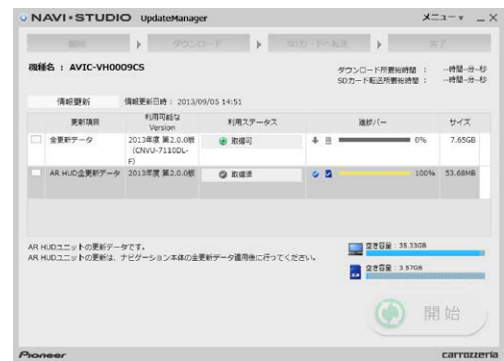 NAVI•STUDIO UpdateManager
メニュー
開始
ダウンロード
SDカードへ転送
完了
機種名 : AVIC-VH0009CS
ダウンロード所要時間 : --時間-分-秒
SDカード転送所要時間 : --時間-分-秒
情報更新
情報更新日時 : 2013/09/05 14:51
更新項目
利用可能な
Version
利用ステータス
進捗バー
サイズ
全更新データ
2013年度 第2.0.0版
(CNVU-7110DL-
F)
取得可
0%
7.65GB
AR HUD全更新データ
2013年度 第2.0.0版
取得済
100%
53.68MB
AR HUDユニットの更新データです。
AR HUDユニットの更新は、ナビゲーション本体の全更新データ適用後に行ってください。
空き容量 : 35.33GB
空き容量 : 3.57GB
開始
Pioneer
carrozzeria